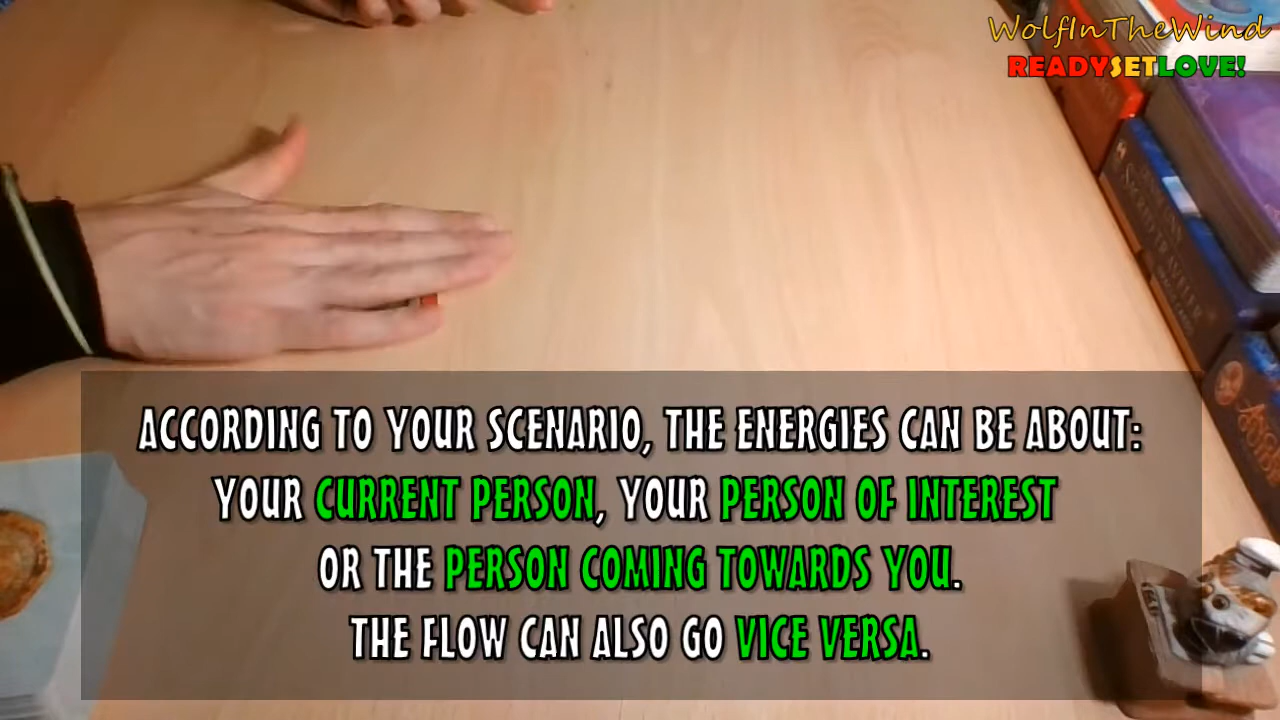 WolfInTheWind
READYSETLOVE!
ACCORDING TO YOUR SCENARIO, THE ENERGIES CAN BE ABOUT:
YOUR CURRENT PERSON, YOUR PERSON OF INTEREST
OR THE PERSON COMING TOWARDS YOU.
THE FLOW CAN ALSO GO VICE VERSA.